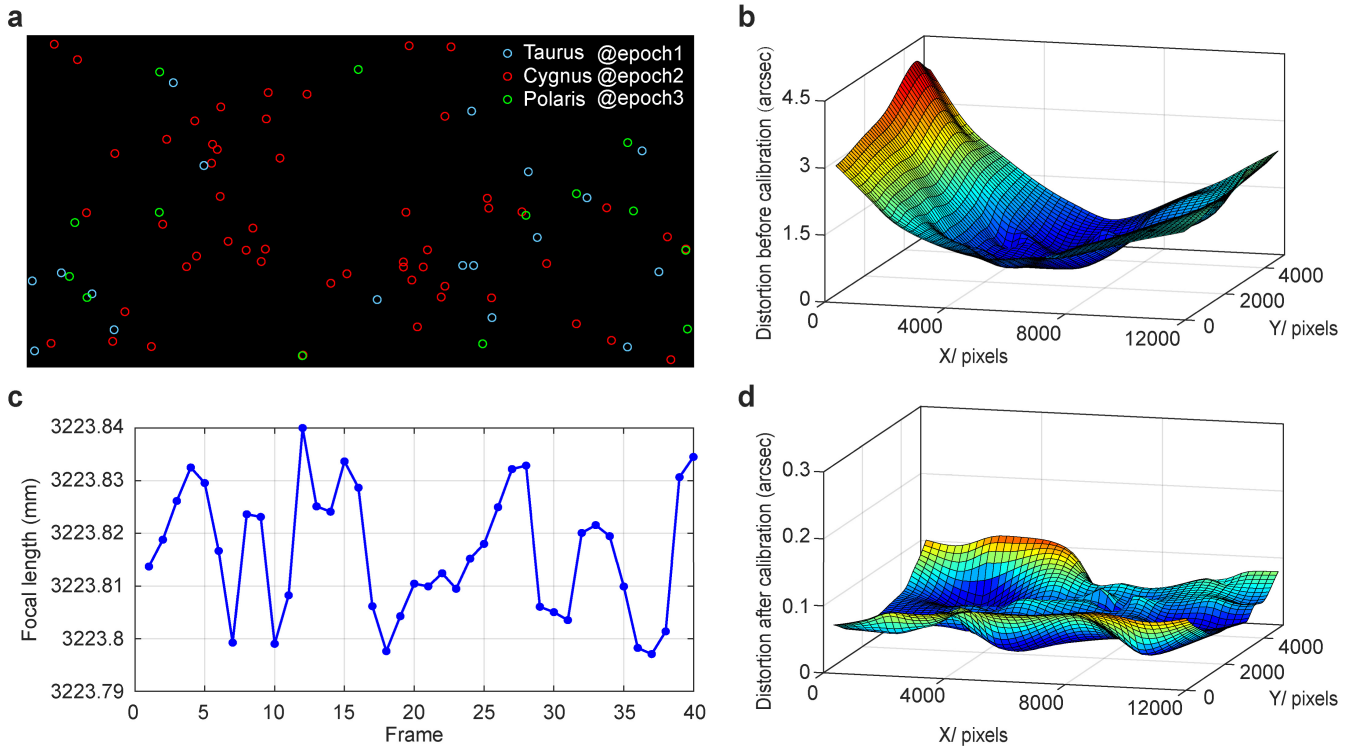 a
Taurus @epoch1
Cygnus @epoch2
Polaris @epoch3
b
Distortion before calibration (arcsec)
4.5
3
1.5
0
0
4000
8000
12000
X/ pixels
0
2000
4000
Y/ pixels
c
Focal length (mm)
3223.84
3223.83
3223.82
3223.81
3223.8
3223.79
0 5 10 15 20 25 30 35 40
Frame
d
Distortion after calibration (arcsec)
0.3
0.2
0.1
0
0
4000
8000
12000
X/ pixels
0
2000
4000
Y/ pixels